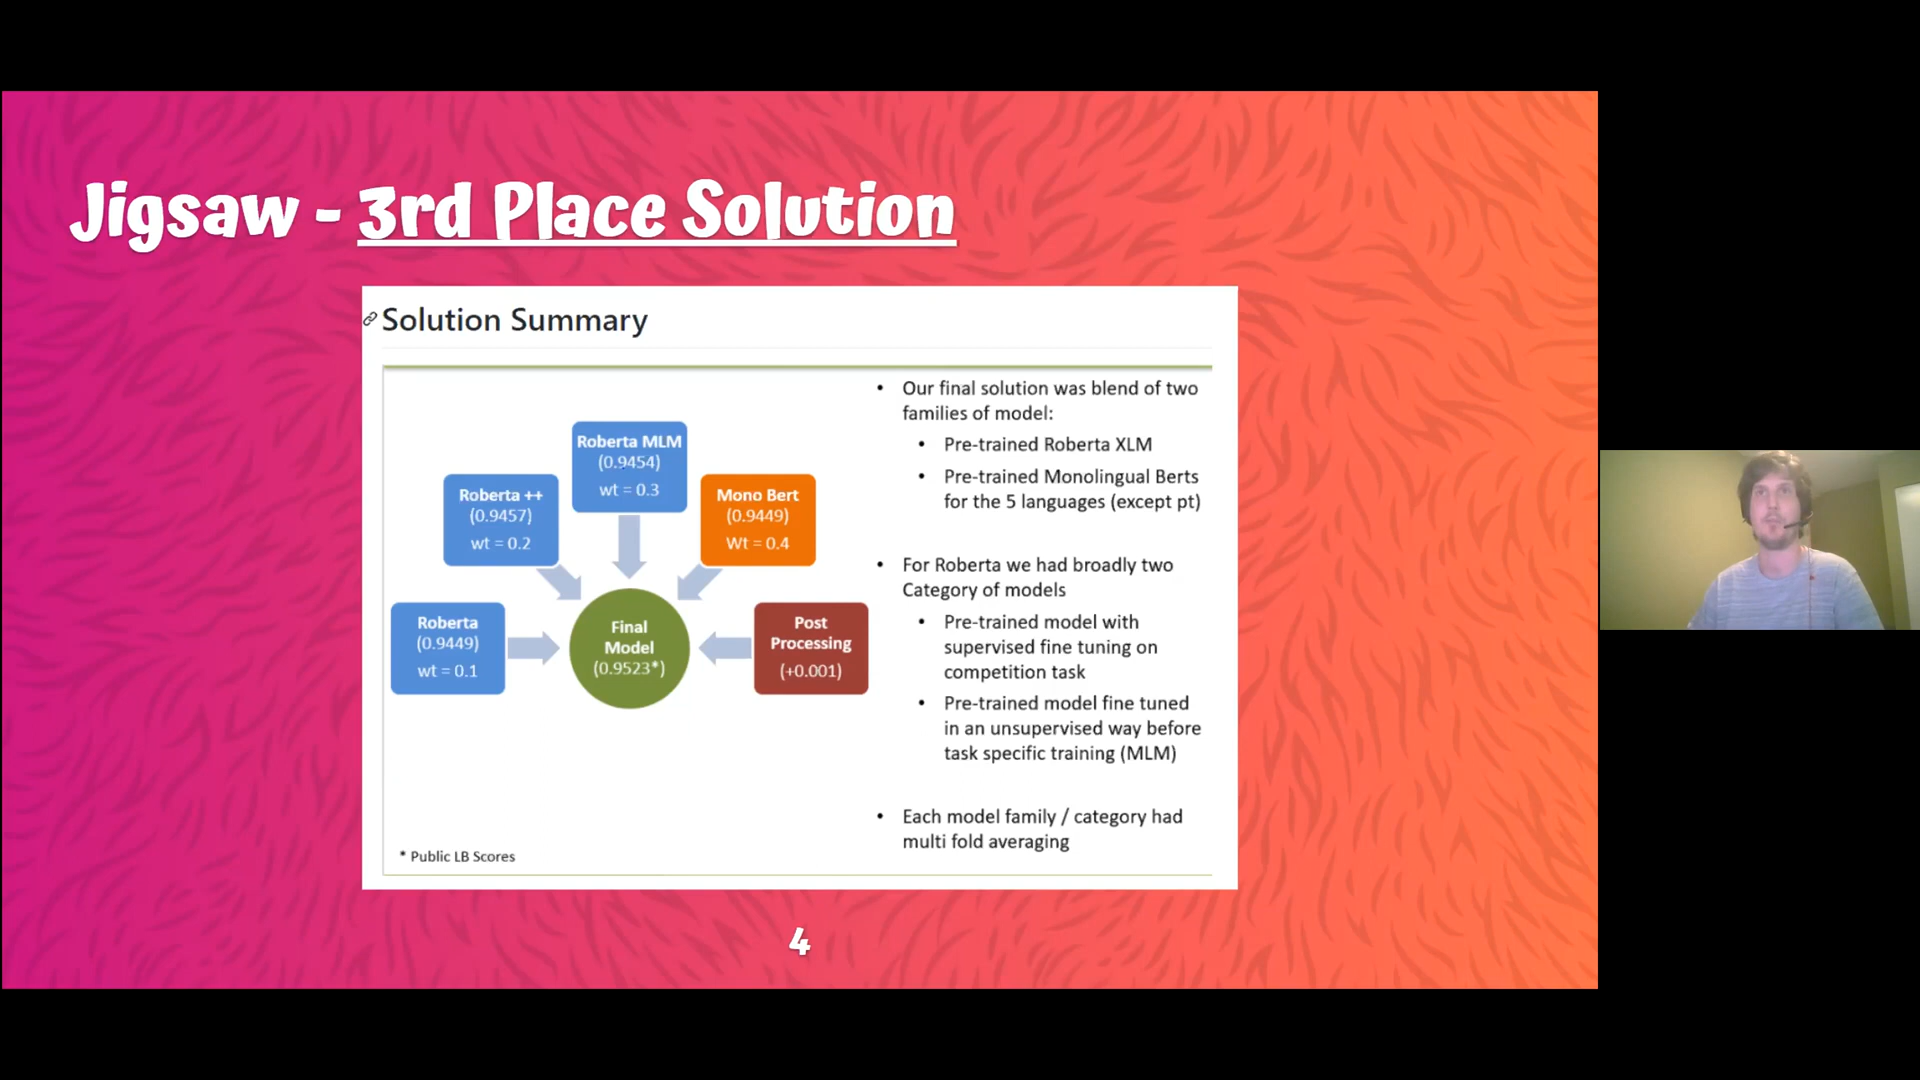 Jigsaw - 3rd Place Solution
Solution Summary
Roberta MLM
(0.9454)
wt = 0.3
Roberta ++
(0.9457)
wt = 0.2
Mono Bert
(0.9449)
Wt = 0.4
Roberta
(0.9449)
wt = 0.1
Final
Model
(0.9523*)
Post
Processing
(+0.001)
* Public LB Scores
• Our final solution was blend of two
families of model:
• Pre-trained Roberta XLM
• Pre-trained Monolingual Berts
for the 5 languages (except pt)
• For Roberta we had broadly two
Category of models
• Pre-trained model with
supervised fine tuning on
competition task
• Pre-trained model fine tuned
in an unsupervised way before
task specific training (MLM)
• Each model family / category had
multi fold averaging
4